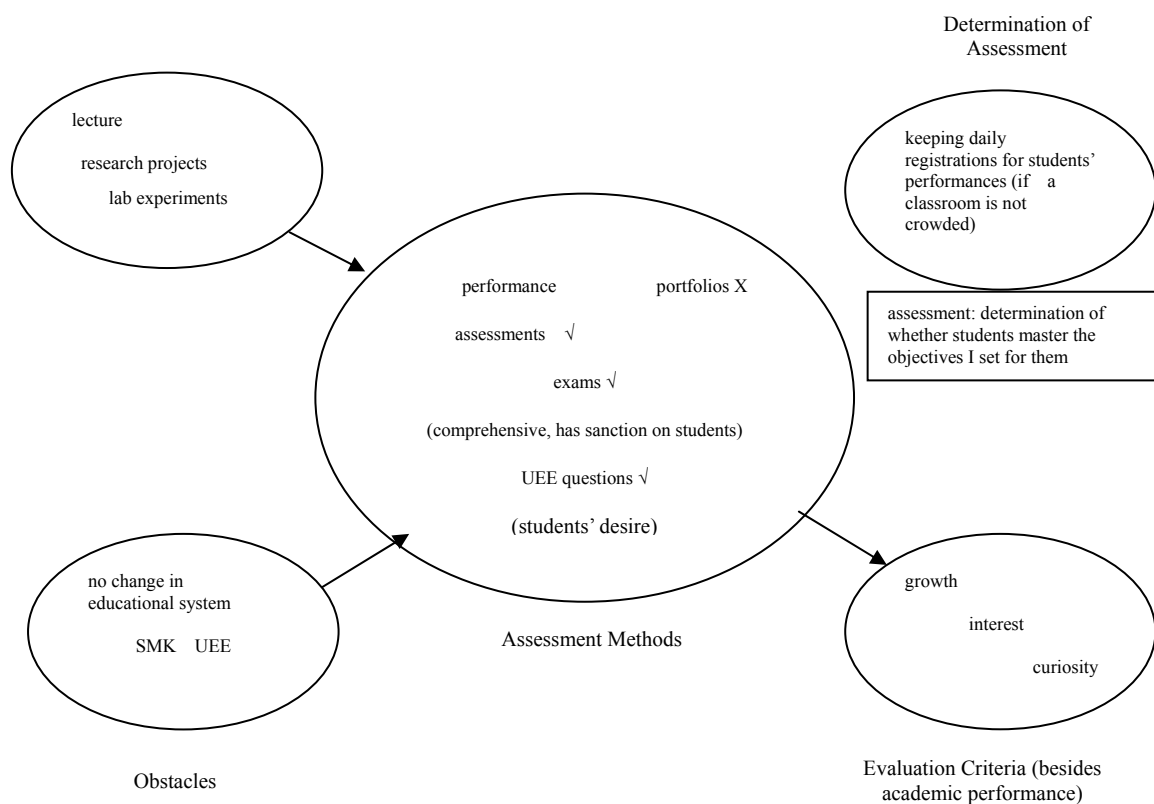 Determination of
Assessment
lecture
research projects
lab experiments
keeping daily
registrations for students’
performances (if a
classroom is not
crowded)
assessment: determination of
whether students master the
objectives I set for them
performance portfolios X
assessments √
exams √
(comprehensive, has sanction on students)
UEE questions √
(students’ desire)
Assessment Methods
no change in
educational system
SMK UEE
Obstacles
growth
interest
curiosity
Evaluation Criteria (besides
academic performance)